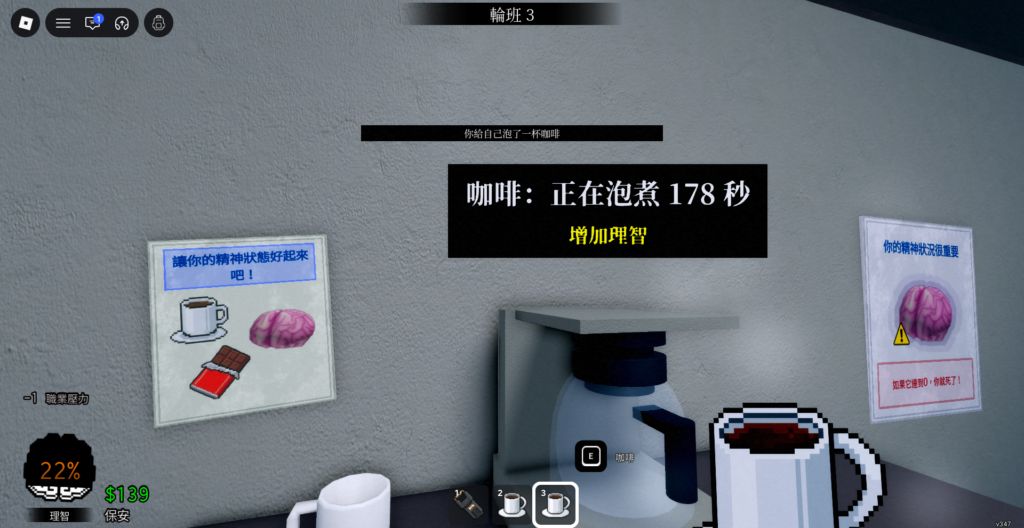 1
輪班 3
你給自己泡了一杯咖啡
咖啡：正在泡煮 178 秒
增加理智
讓你的精神狀態好起來
吧！
你的精神狀況很重要
如果它達到0，你就死了！
-1 職業壓力
22%
理智
$139
保安
E
咖啡
1
2
3
v347